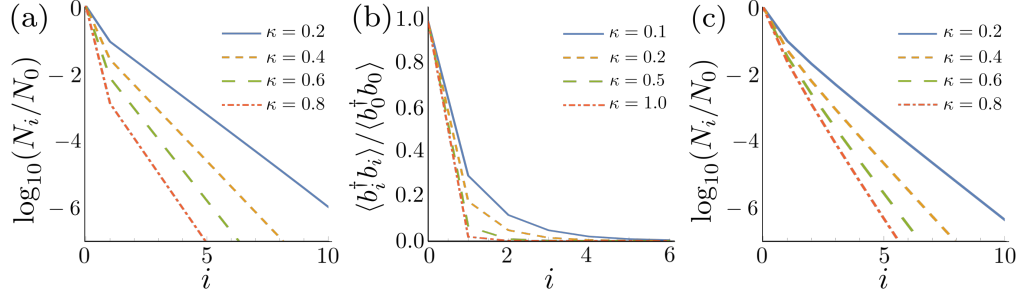 (a)
log₁₀(Nᵢ/N₀)
0
−2
−4
−6
0
5
10
i
κ = 0.2
κ = 0.4
κ = 0.6
κ = 0.8
(b)
⟨bᵢ†bᵢ⟩/⟨b₀†b₀⟩
1.0
0.8
0.6
0.4
0.2
0.0
0
2
4
6
i
κ = 0.1
κ = 0.2
κ = 0.5
κ = 1.0
(c)
log₁₀(Nᵢ/N₀)
0
−2
−4
−6
0
5
10
i
κ = 0.2
κ = 0.4
κ = 0.6
κ = 0.8